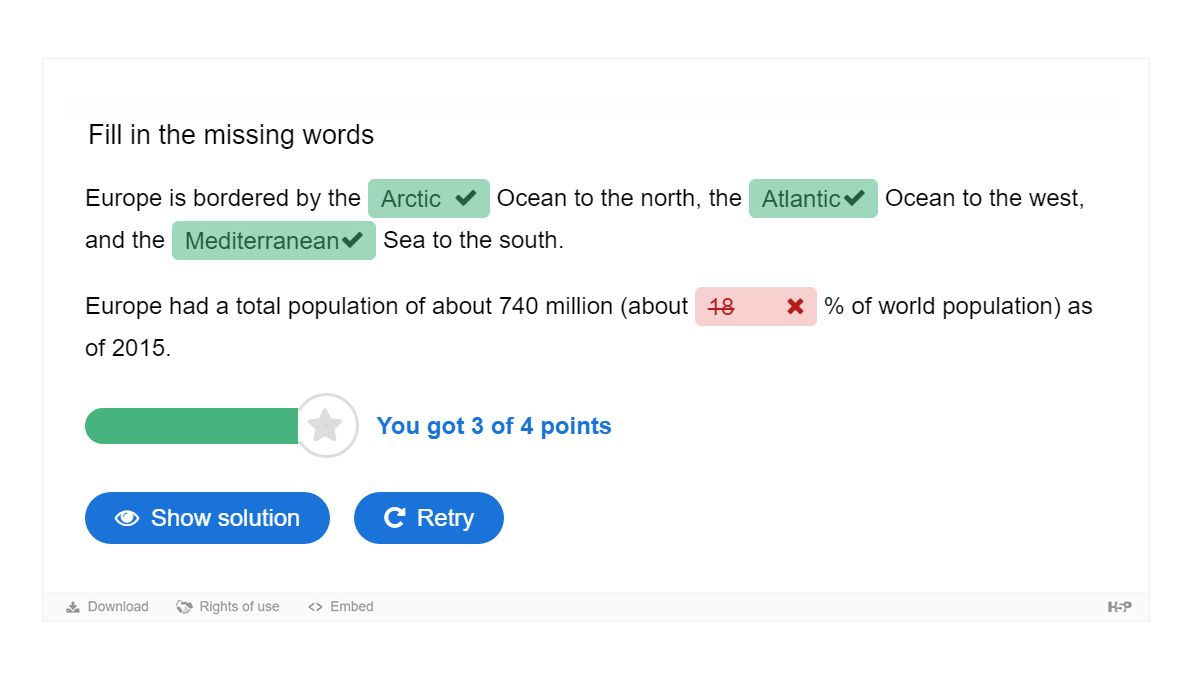 Fill in the missing words
Europe is bordered by the Arctic Ocean to the north, the Atlantic Ocean to the west,
and the Mediterranean Sea to the south.
Europe had a total population of about 740 million (about 18 % of world population) as
of 2015.
You got 3 of 4 points
Show solution Retry
Download Rights of use <> Embed H5P